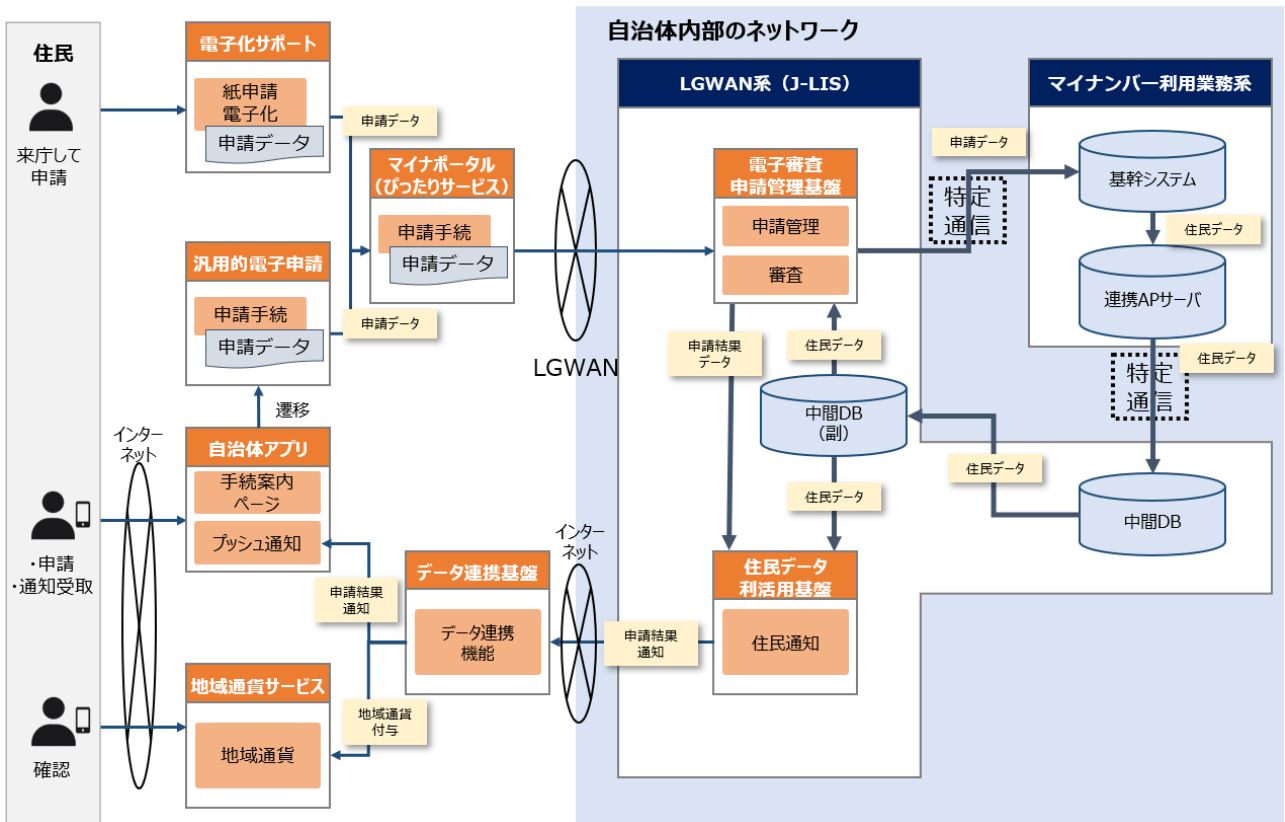 住民
来庁して
申請
・申請
・通知受取
確認
インター
ネット
電子化サポート
紙申請
電子化
申請データ
申請データ
汎用的電子申請
申請手続
申請データ
申請データ
遷移
自治体アプリ
手続案内
ページ
プッシュ通知
地域通貨サービス
地域通貨
マイナポータル
（ぴったりサービス）
申請手続
申請データ
LGWAN
データ連携基盤
データ連携
機能
申請結果
通知
地域通貨
付与
インター
ネット
申請結果
通知
自治体内部のネットワーク
LGWAN系（J-LIS）
電子審査
申請管理基盤
申請管理
審査
申請結果
データ
住民データ
中間DB
（副）
住民データ
住民データ
利活用基盤
住民通知
マイナンバー利用業務系
申請データ
特定
通信
基幹システム
住民データ
連携APサーバ
住民データ
特定
通信
住民データ
中間DB